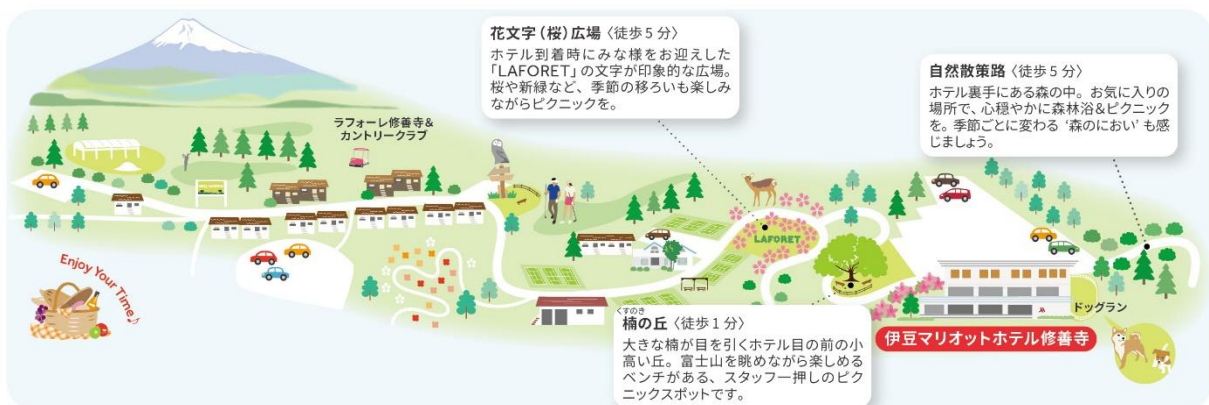 花文字(桜)広場〈徒歩5分〉
ホテル到着時にみな様をお迎えした
「LAFORET」の文字が印象的な広場。
桜や新緑など、季節の移ろいも楽しみ
ながらピクニックを。
自然散策路〈徒歩5分〉
ホテル裏手にある森の中。お気に入りの
場所で、心穏やかに森林浴&ピクニック
を。季節ごとに変わる‘森のにおい’も感
じましょう。
ラフォーレ修善寺&
カントリークラブ
LAFORET
Enjoy Your Time♪
くすのき
楠の丘〈徒歩1分〉
大きな楠が目を引くホテル目の前の小
高い丘。富士山を眺めながら楽しめる
ベンチがある、スタッフ一押しのピク
ニックスポットです。
ドッグラン
伊豆マリオットホテル修善寺